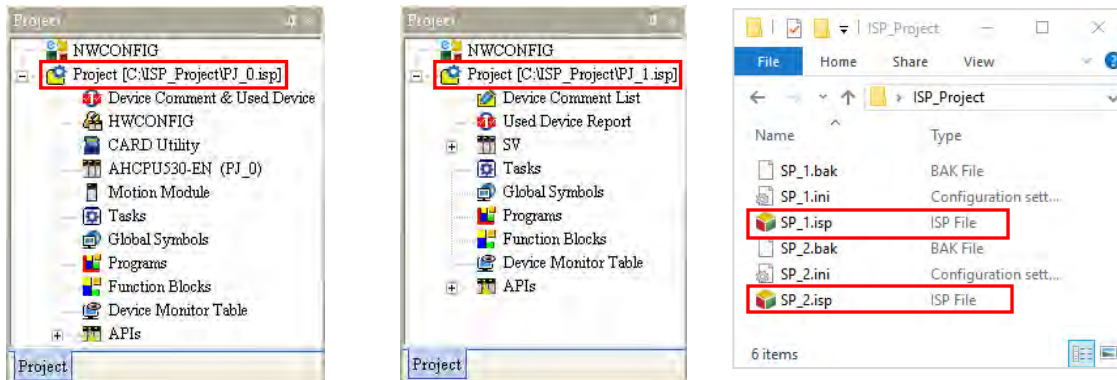 Project
NWCONFIG
Project [C:\ISP_Project\PJ_0.isp]
Device Comment & Used Device
HWCONFIG
CARD Utility
AHCPU530-EN (PJ_0)
Motion Module
Tasks
Global Symbols
Programs
Function Blocks
Device Monitor Table
APIs
Project
Project
NWCONFIG
Project [C:\ISP_Project\PJ_1.isp]
Device Comment List
Used Device Report
SV
Tasks
Global Symbols
Programs
Function Blocks
Device Monitor Table
APIs
Project
ISP_Project
File Home Share View
ISP_Project
Name Type
SP_1.bak BAK File
SP_1.ini Configuration sett...
SP_1.isp ISP File
SP_2.bak BAK File
SP_2.ini Configuration sett...
SP_2.isp ISP File
6 items